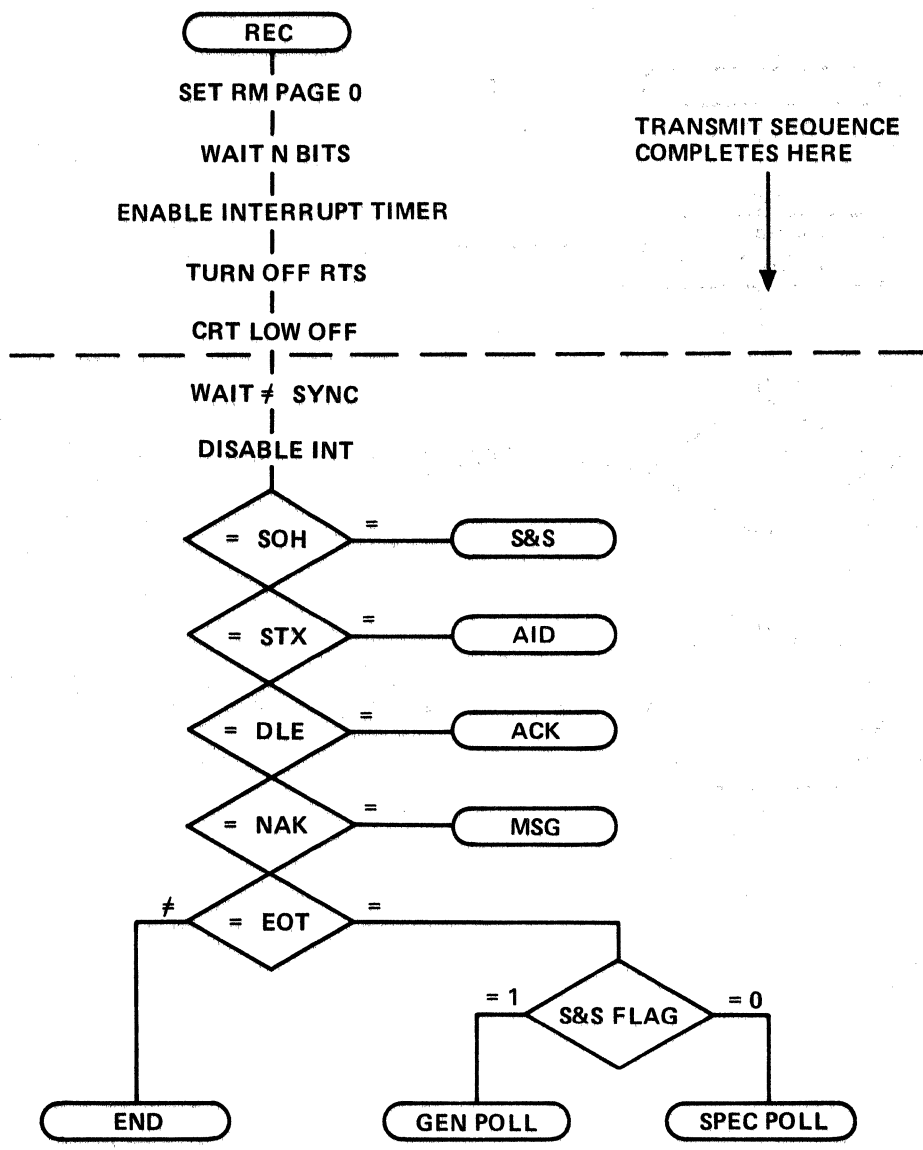 REC
SET RM PAGE 0
TRANSMIT SEQUENCE
COMPLETES HERE
WAIT N BITS
ENABLE INTERRUPT TIMER
TURN OFF RTS
CRT LOW OFF
WAIT ≠ SYNC
DISABLE INT
= SOH
=
S&S
= STX
=
AID
= DLE
=
ACK
= NAK
=
MSG
≠
= EOT
=
= 1
S&S FLAG
= 0
END
GEN POLL
SPEC POLL